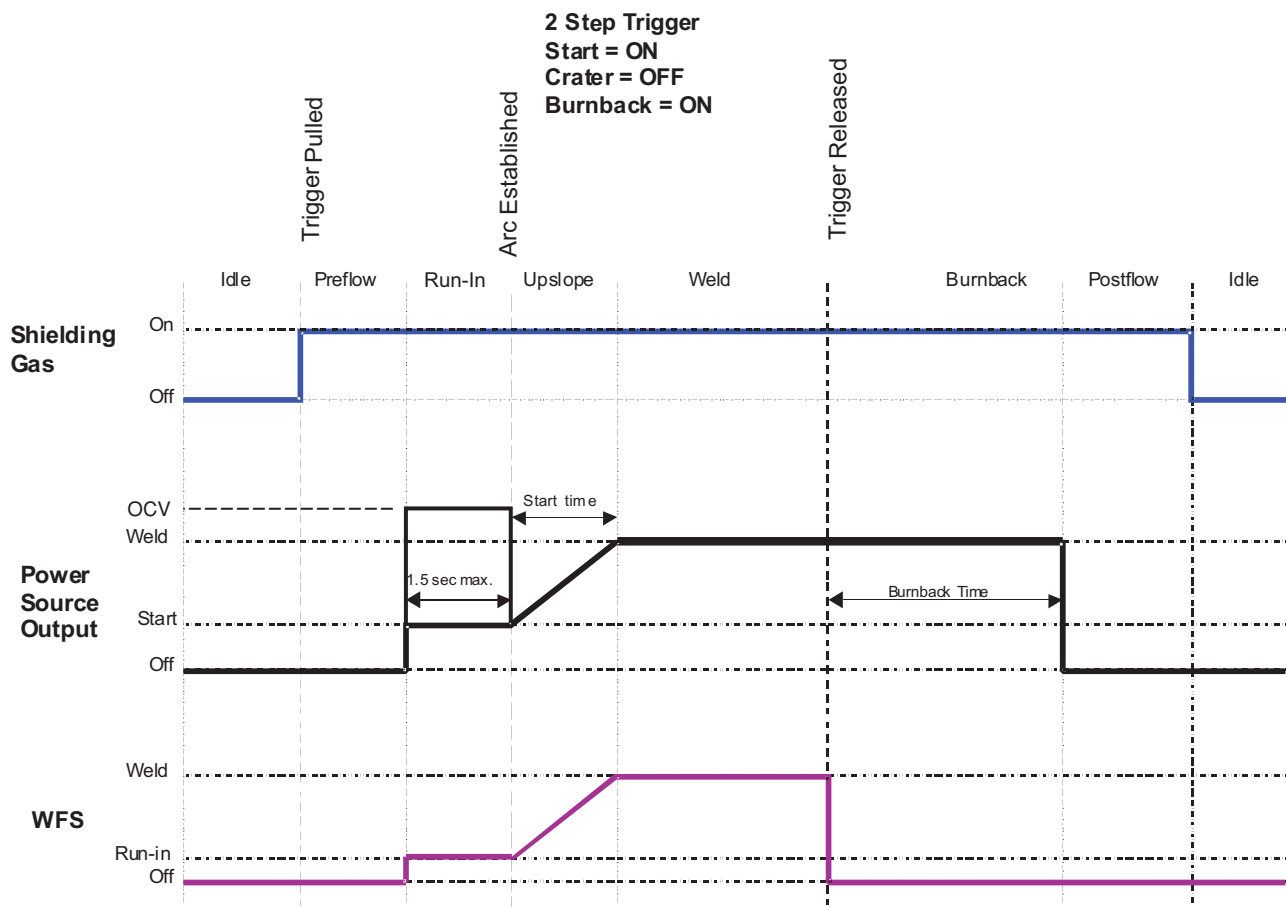 2 Step Trigger
Start = ON
Crater = OFF
Burnback = ON
Trigger Pulled
Arc Established
Trigger Released
Idle
Preflow
Run-In
Upslope
Weld
Burnback
Postflow
Idle
Shielding
Gas
On
Off
Power
Source
Output
OCV
Weld
Start
Off
Start time
1.5 sec max.
Burnback Time
WFS
Weld
Run-in
Off